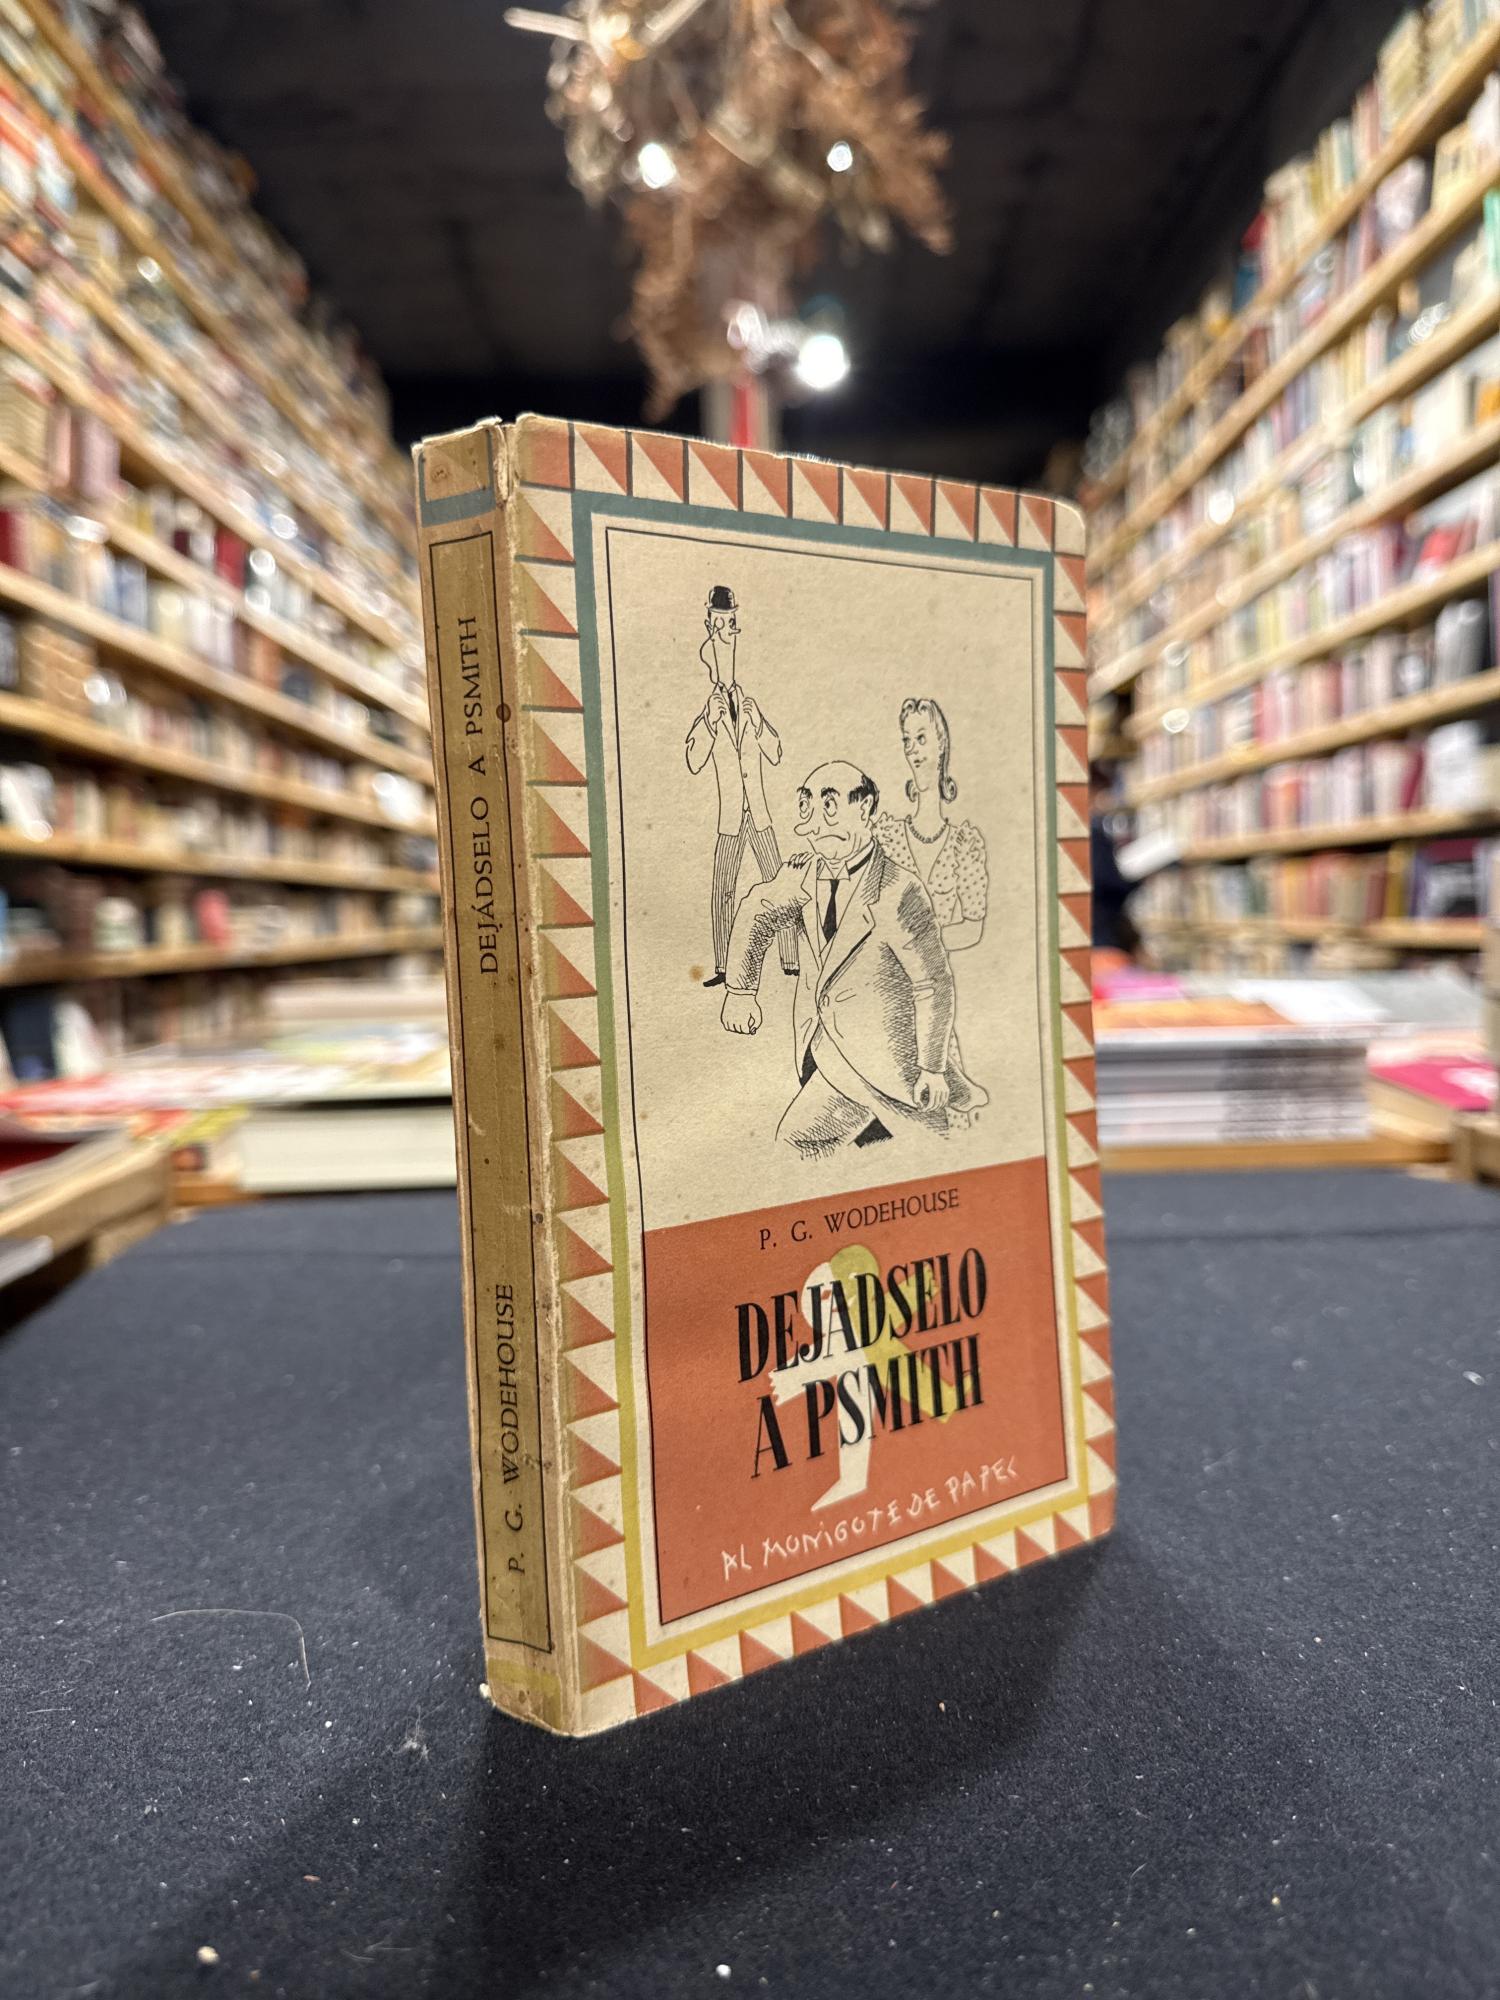 DEJÁDSELO A PSMITH
P. G. WODEHOUSE
P. G. WODEHOUSE
DEJADSELO
A PSMITH
AL MONIGOTE DE PAPEL